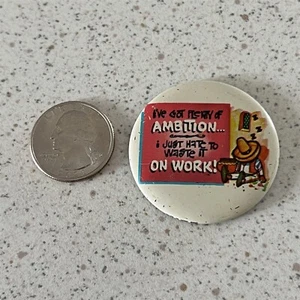 I'VE GOT PLENTY OF
AMBITION...
I JUST HATE TO
WASTE IT
ON WORK!